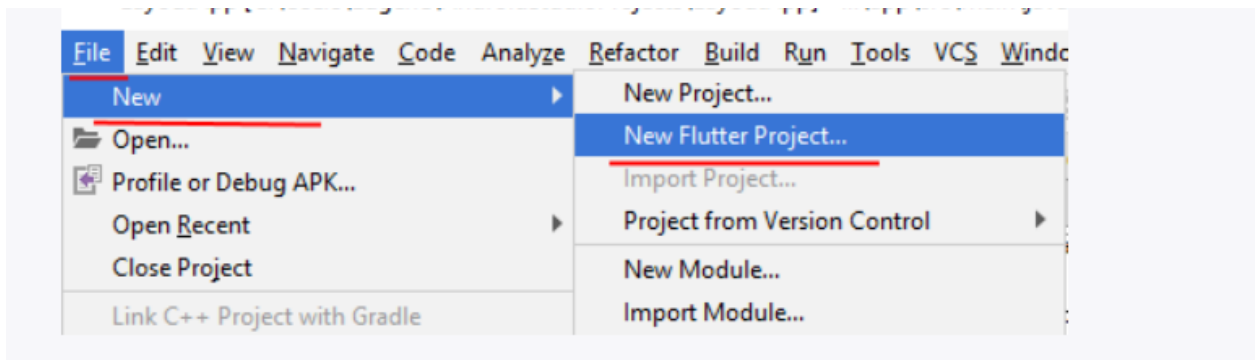 File Edit View Navigate Code Analyze Refactor Build Run Tools VCS Windo
New
Open...
Profile or Debug APK...
Open Recent
Close Project
Link C++ Project with Gradle
New Project...
New Flutter Project...
Import Project...
Project from Version Control
New Module...
Import Module...